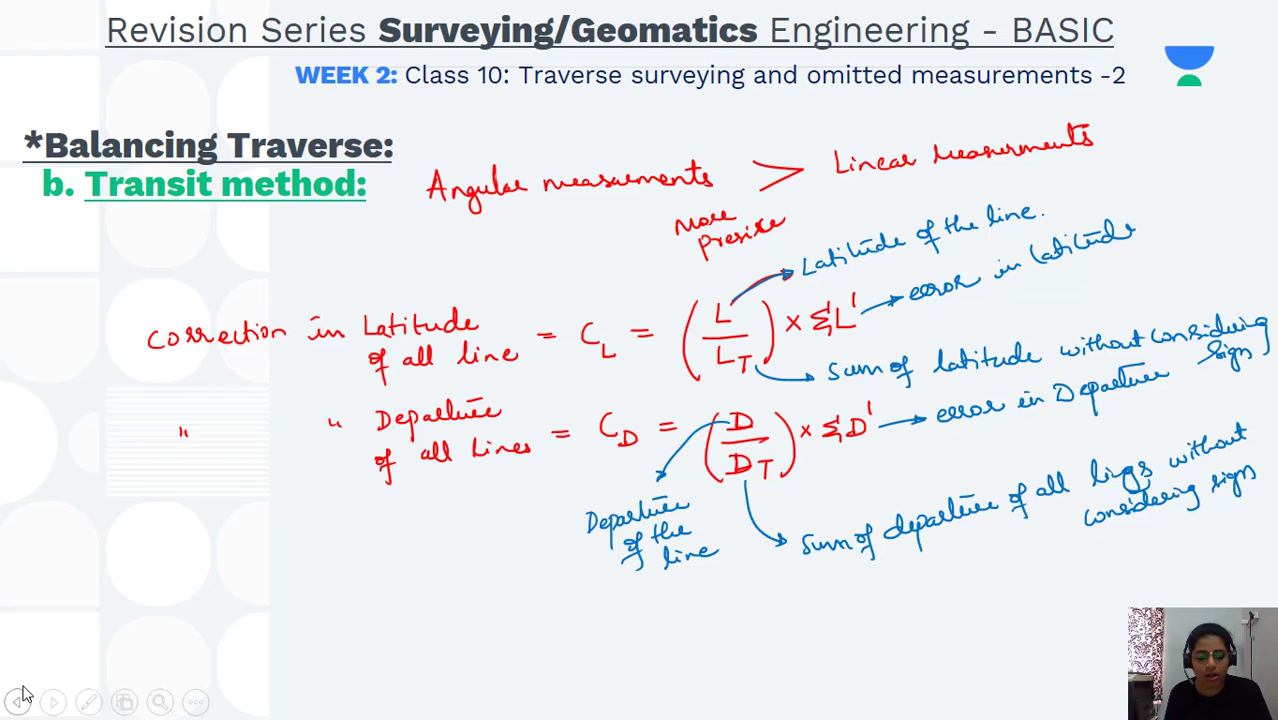 Revision Series Surveying/Geomatics Engineering - BASIC
WEEK 2: Class 10: Traverse surveying and omitted measurements -2
*Balancing Traverse:
b. Transit method:
Angular measurements > Linear measurments
More presise
Latitude of the line.
error in latitude
Correction in Latitude of all line = C_L = (L/L_T) × ΣL'
sum of latitude without considering sign
" " Departure of all Lines = C_D = (D/D_T) × ΣD'
error in Departure
Departure of the line
sum of departure of all lings without considering sign